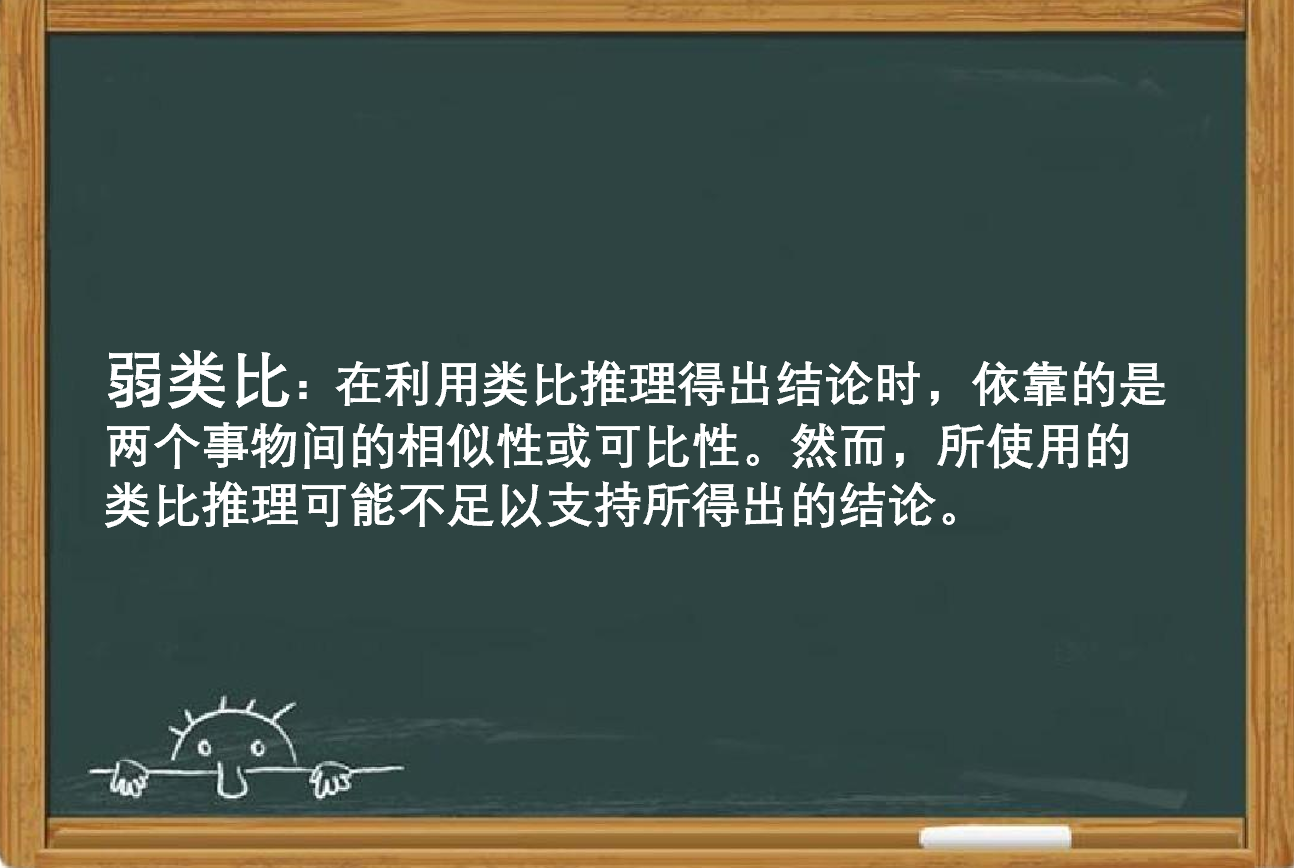 弱类比：在利用类比推理得出结论时，依靠的是
两个事物间的相似性或可比性。然而，所使用的
类比推理可能不足以支持所得出的结论。